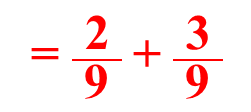 = 2/9 + 3/9